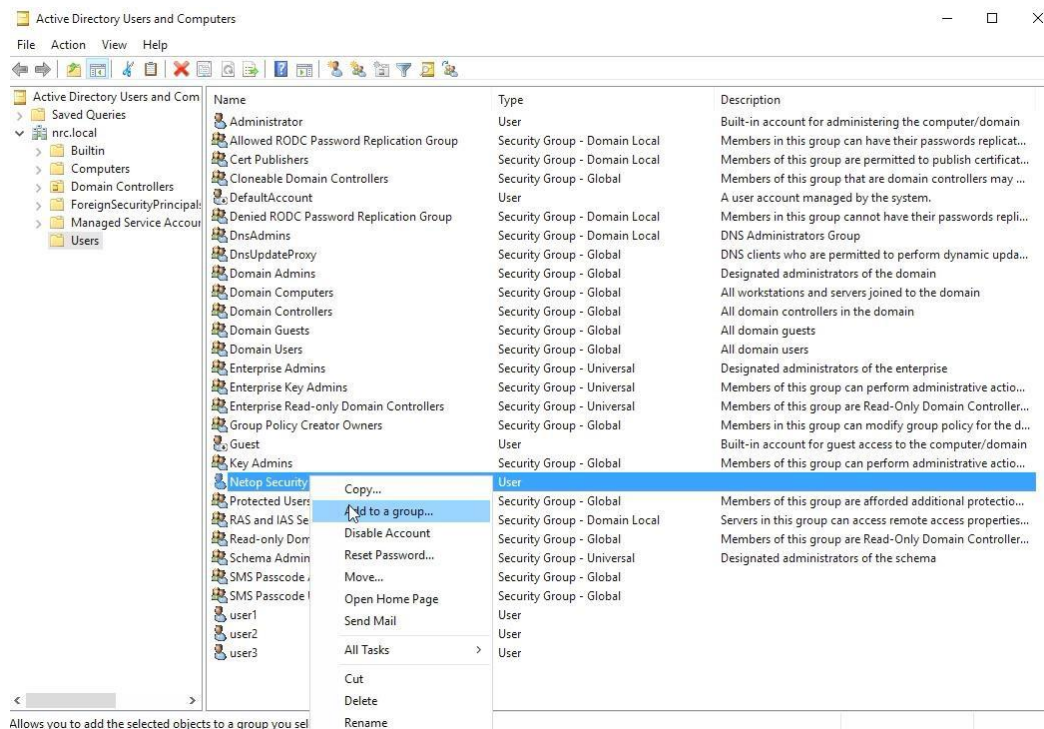 Active Directory Users and Computers
File Action View Help
Active Directory Users and Com
Saved Queries
nrc.local
Builtin
Computers
Domain Controllers
ForeignSecurityPrincipals
Managed Service Accour
Users
Name Type Description
Administrator User Built-in account for administering the computer/domain
Allowed RODC Password Replication Group Security Group - Domain Local Members in this group can have their passwords replicat...
Cert Publishers Security Group - Domain Local Members of this group are permitted to publish certificat...
Cloneable Domain Controllers Security Group - Global Members of this group that are domain controllers may ...
DefaultAccount User A user account managed by the system.
Denied RODC Password Replication Group Security Group - Domain Local Members in this group cannot have their passwords repli...
DnsAdmins Security Group - Domain Local DNS Administrators Group
DnsUpdateProxy Security Group - Global DNS clients who are permitted to perform dynamic upda...
Domain Admins Security Group - Global Designated administrators of the domain
Domain Computers Security Group - Global All workstations and servers joined to the domain
Domain Controllers Security Group - Global All domain controllers in the domain
Domain Guests Security Group - Global All domain guests
Domain Users Security Group - Global All domain users
Enterprise Admins Security Group - Universal Designated administrators of the enterprise
Enterprise Key Admins Security Group - Universal Members of this group can perform administrative actio...
Enterprise Read-only Domain Controllers Security Group - Universal Members of this group are Read-Only Domain Controller...
Group Policy Creator Owners Security Group - Global Members in this group can modify group policy for the d...
Guest User Built-in account for guest access to the computer/domain
Key Admins Security Group - Global Members of this group can perform administrative actio...
Netop Security User
Protected Users Security Group - Global Members of this group are afforded additional protectio...
RAS and IAS Se Security Group - Domain Local Servers in this group can access remote access properties...
Read-only Dom Security Group - Global Members of this group are Read-Only Domain Controller...
Schema Admin Security Group - Universal Designated administrators of the schema
SMS Passcode Security Group - Global
SMS Passcode Security Group - Global
user1 User
user2 User
user3 User
Copy...
Add to a group...
Disable Account
Reset Password...
Move...
Open Home Page
Send Mail
All Tasks
Cut
Delete
Rename
Allows you to add the selected objects to a group you sel